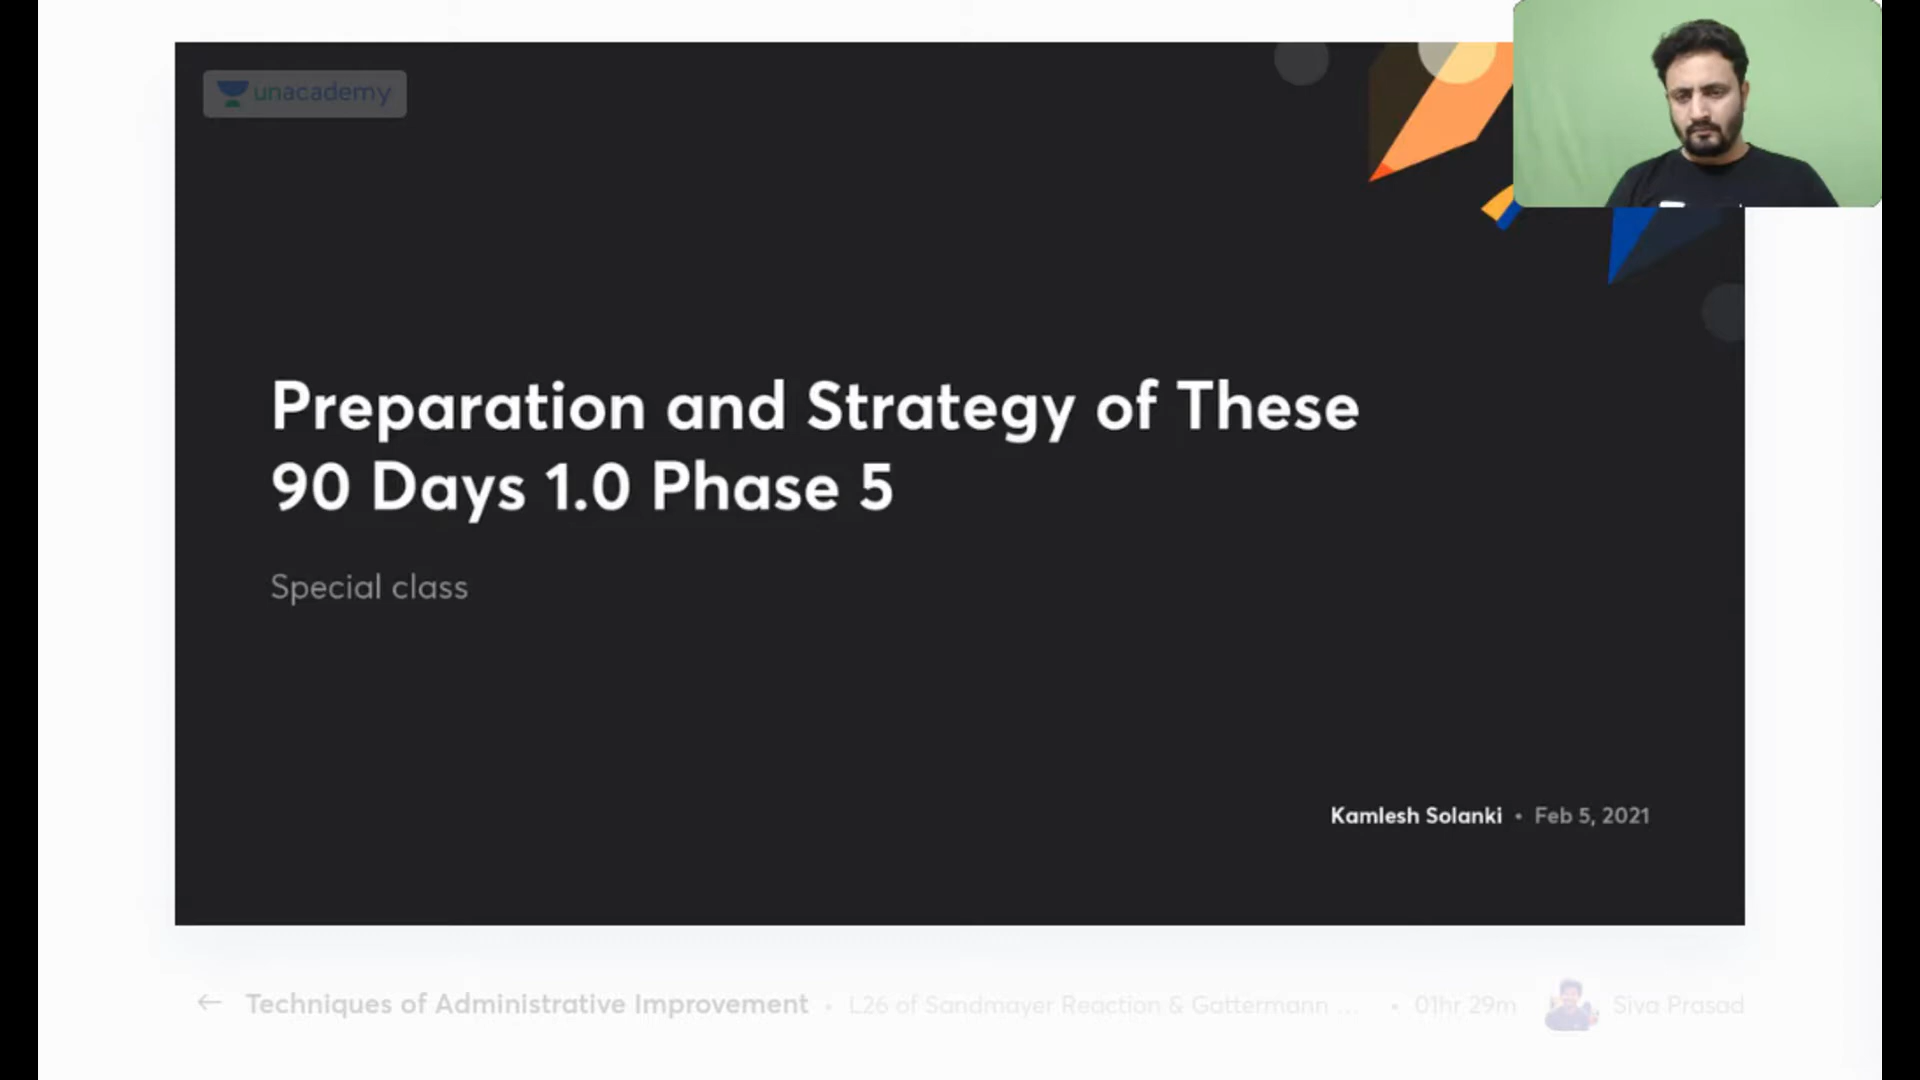 unacademy
Preparation and Strategy of These
90 Days 1.0 Phase 5
Special class
Kamlesh Solanki • Feb 5, 2021
← Techniques of Administrative Improvement • L26 of Sandmayer Reaction & Gattermann ... • 01hr 29m Siva Prasad